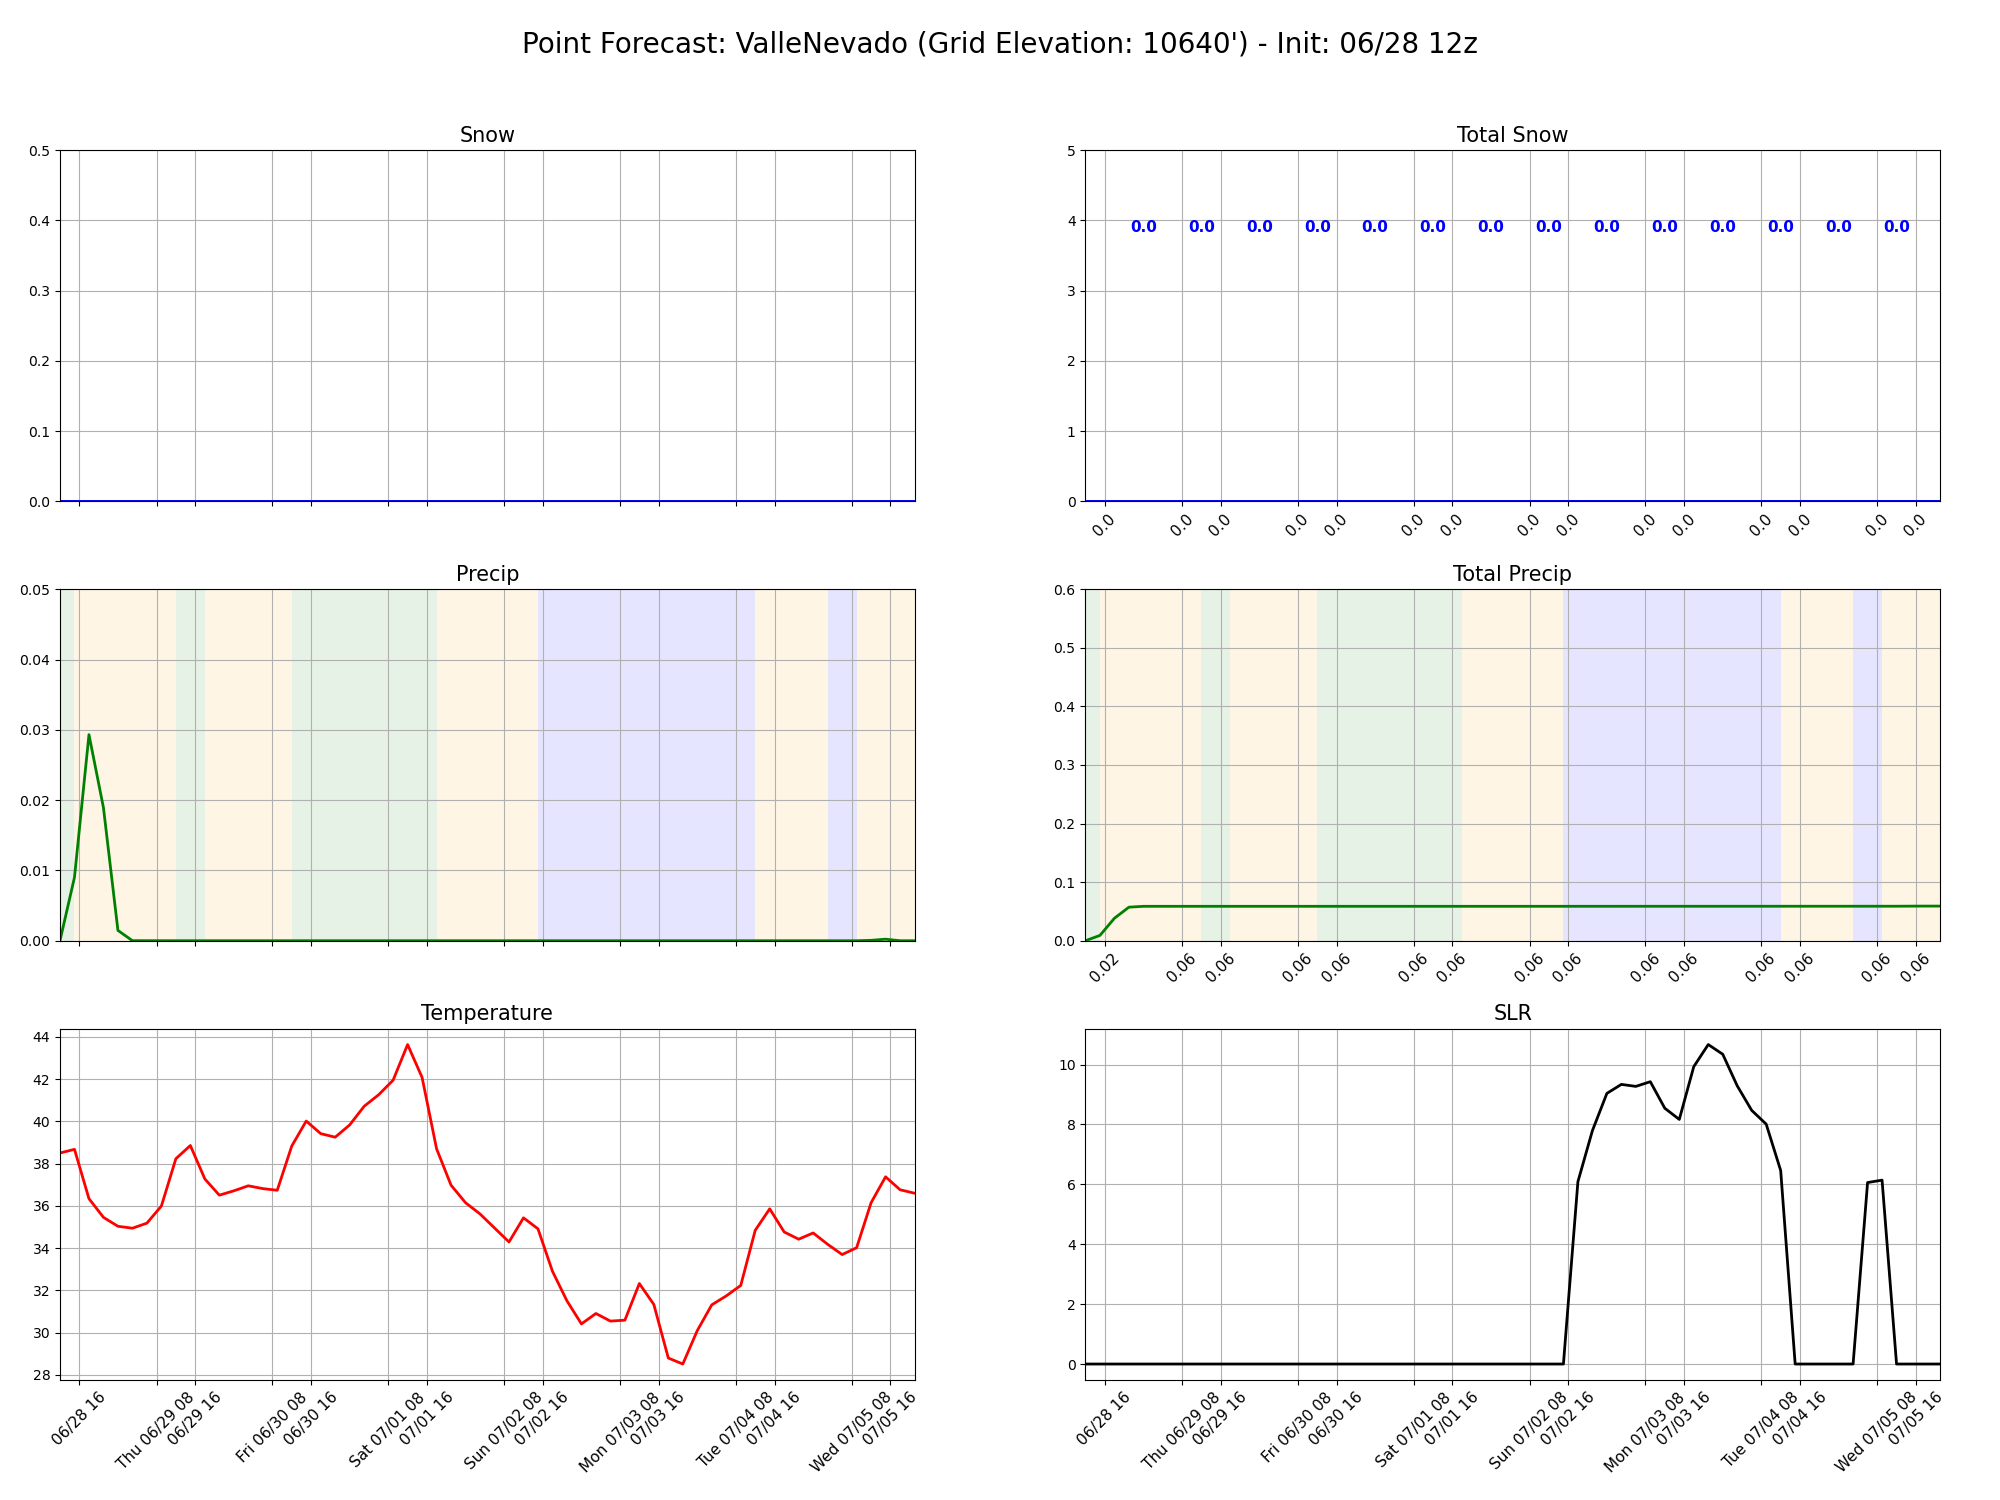 Point Forecast: ValleNevado (Grid Elevation: 10640') - Init: 06/28 12z
Snow
0.5
0.4
0.3
0.2
0.1
0.0
Total Snow
5
4
3
2
1
0
0.0 0.0 0.0 0.0 0.0 0.0 0.0 0.0 0.0 0.0 0.0 0.0 0.0 0.0
0.0 0.0 0.0 0.0 0.0 0.0 0.0 0.0 0.0 0.0 0.0 0.0 0.0 0.0 0.0
Precip
0.05
0.04
0.03
0.02
0.01
0.00
Total Precip
0.6
0.5
0.4
0.3
0.2
0.1
0.0
0.02 0.06 0.06 0.06 0.06 0.06 0.06 0.06 0.06 0.06 0.06 0.06 0.06 0.06 0.06
Temperature
44
42
40
38
36
34
32
30
28
06/28 16
Thu 06/29 08
06/29 16
Fri 06/30 08
06/30 16
Sat 07/01 08
07/01 16
Sun 07/02 08
07/02 16
Mon 07/03 08
07/03 16
Tue 07/04 08
07/04 16
Wed 07/05 08
07/05 16
SLR
10
8
6
4
2
0
06/28 16
Thu 06/29 08
06/29 16
Fri 06/30 08
06/30 16
Sat 07/01 08
07/01 16
Sun 07/02 08
07/02 16
Mon 07/03 08
07/03 16
Tue 07/04 08
07/04 16
Wed 07/05 08
07/05 16